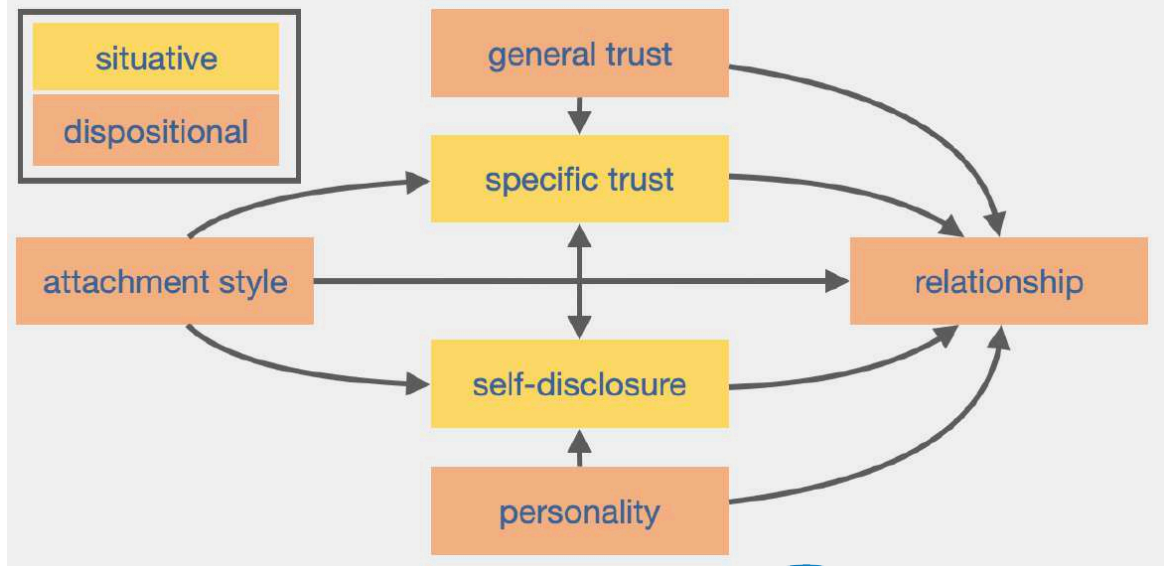 situative
dispositional
general trust
specific trust
attachment style
relationship
self-disclosure
personality